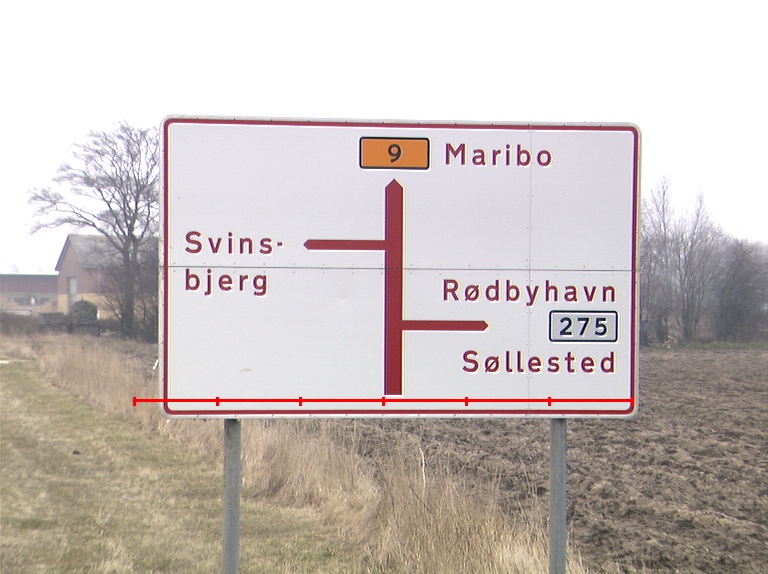 9 Maribo
Svins-
bjerg
Rødbyhavn
275
Søllested